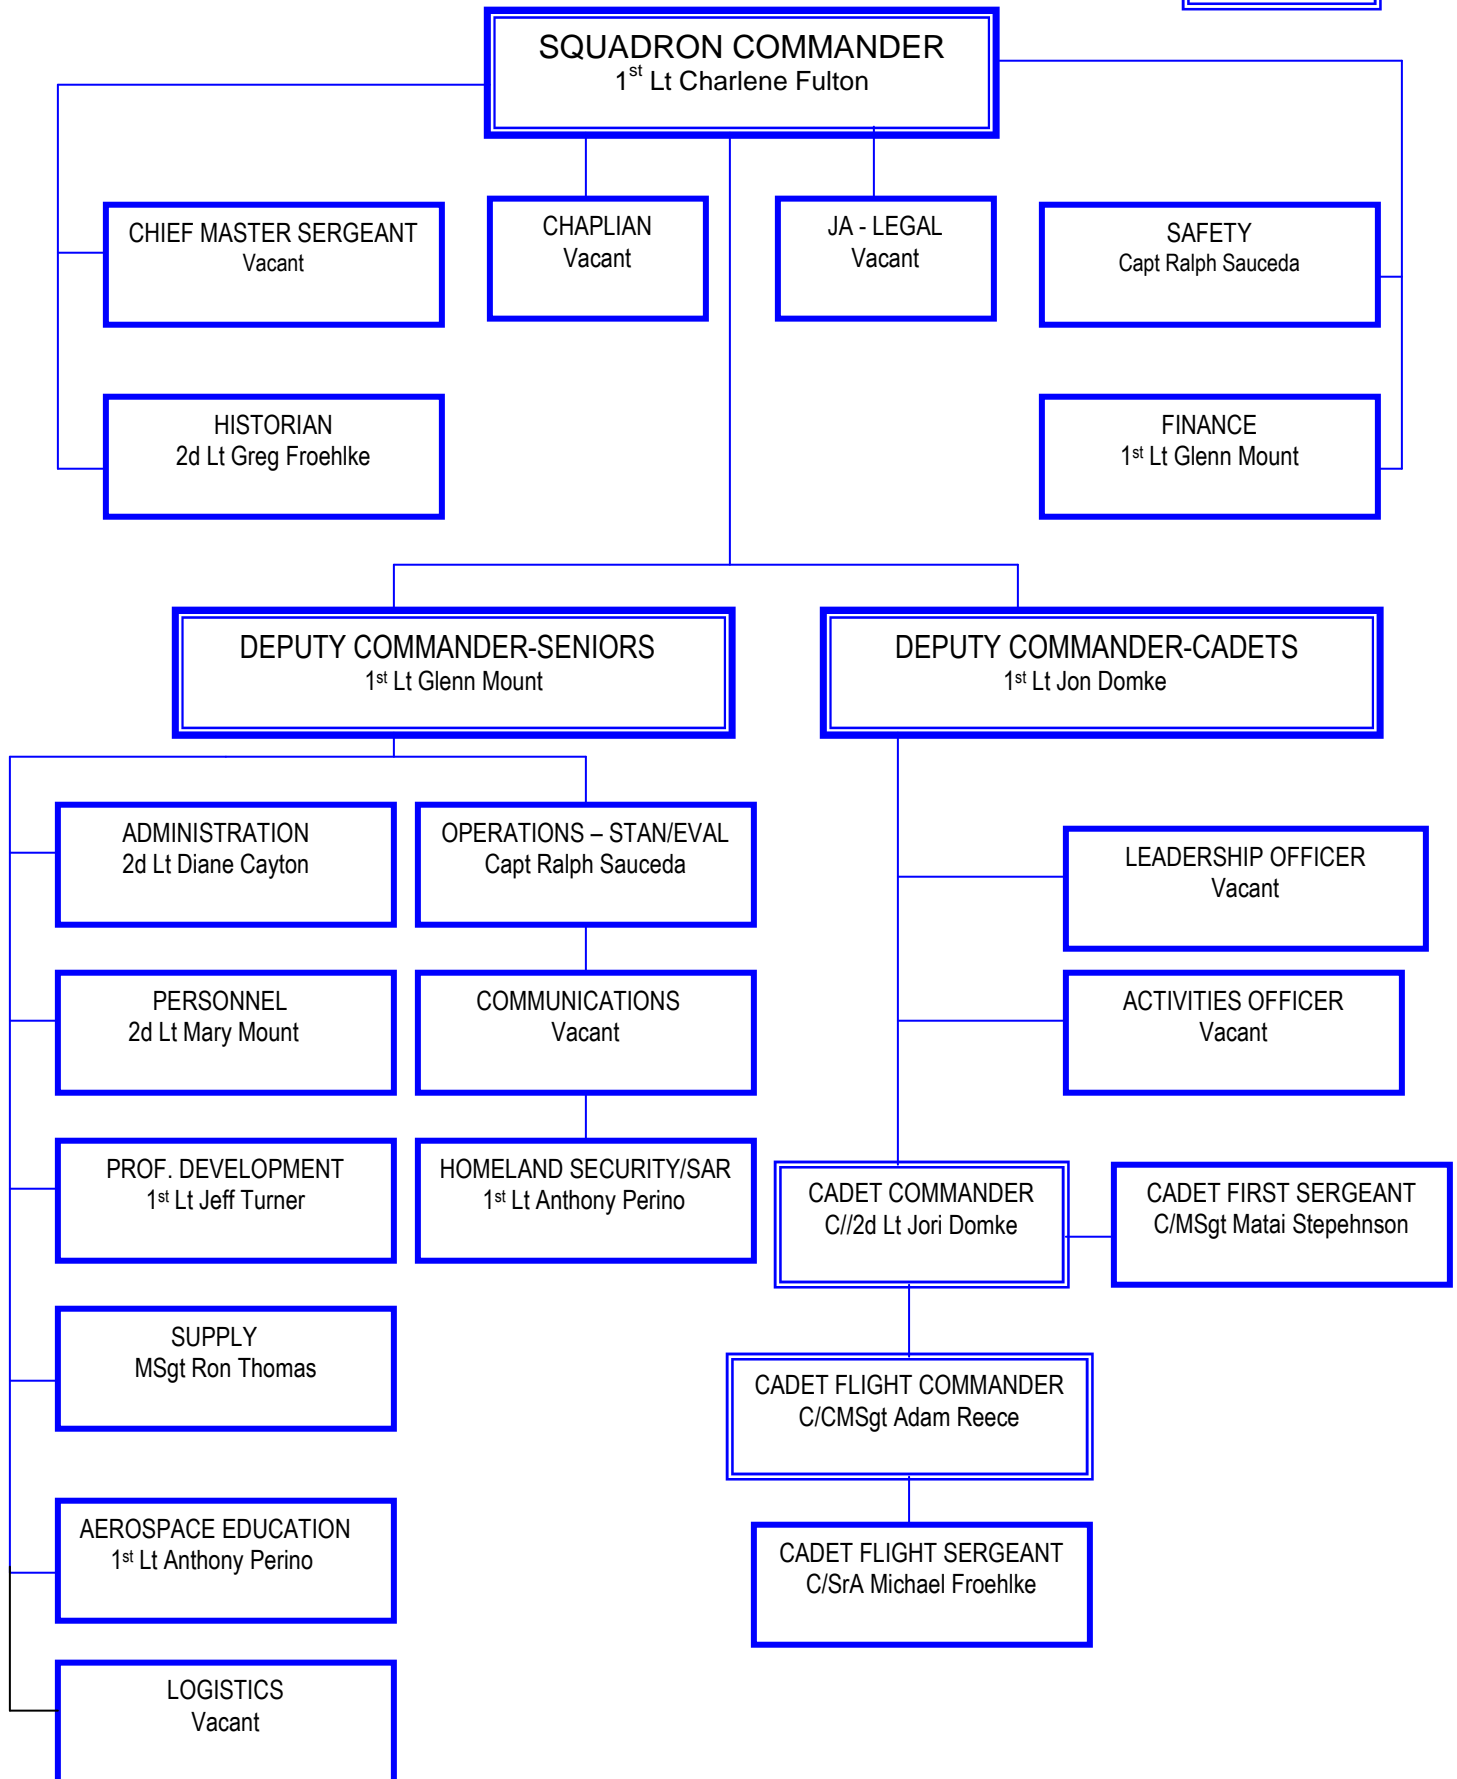 SQUADRON COMMANDER
1st Lt Charlene Fulton
CHIEF MASTER SERGEANT
Vacant
CHAPLIAN
Vacant
JA - LEGAL
Vacant
SAFETY
Capt Ralph Sauceda
HISTORIAN
2d Lt Greg Froehlke
FINANCE
1st Lt Glenn Mount
DEPUTY COMMANDER-SENIORS
1st Lt Glenn Mount
DEPUTY COMMANDER-CADETS
1st Lt Jon Domke
ADMINISTRATION
2d Lt Diane Cayton
OPERATIONS – STAN/EVAL
Capt Ralph Sauceda
LEADERSHIP OFFICER
Vacant
PERSONNEL
2d Lt Mary Mount
COMMUNICATIONS
Vacant
ACTIVITIES OFFICER
Vacant
PROF. DEVELOPMENT
1st Lt Jeff Turner
HOMELAND SECURITY/SAR
1st Lt Anthony Perino
CADET COMMANDER
C//2d Lt Jori Domke
CADET FIRST SERGEANT
C/MSgt Matai Stepehnson
SUPPLY
MSgt Ron Thomas
CADET FLIGHT COMMANDER
C/CMSgt Adam Reece
AEROSPACE EDUCATION
1st Lt Anthony Perino
CADET FLIGHT SERGEANT
C/SrA Michael Froehlke
LOGISTICS
Vacant